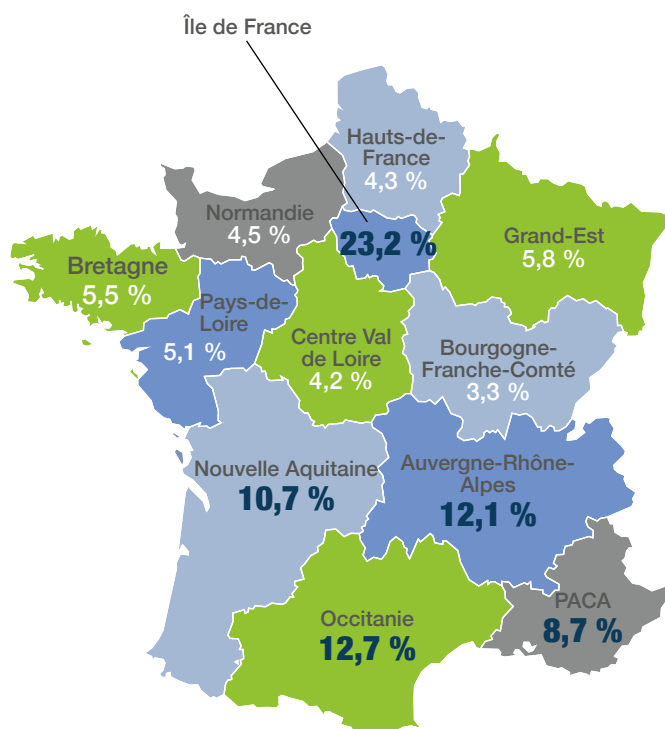 Île de France
Hauts-de-
France
4,3 %
Normandie
4,5 %
23,2 %
Grand-Est
5,8 %
Bretagne
5,5 %
Pays-de-
Loire
5,1 %
Centre Val
de Loire
4,2 %
Bourgogne-
Franche-Comté
3,3 %
Nouvelle Aquitaine
10,7 %
Auvergne-Rhône-
Alpes
12,1 %
Occitanie
12,7 %
PACA
8,7 %